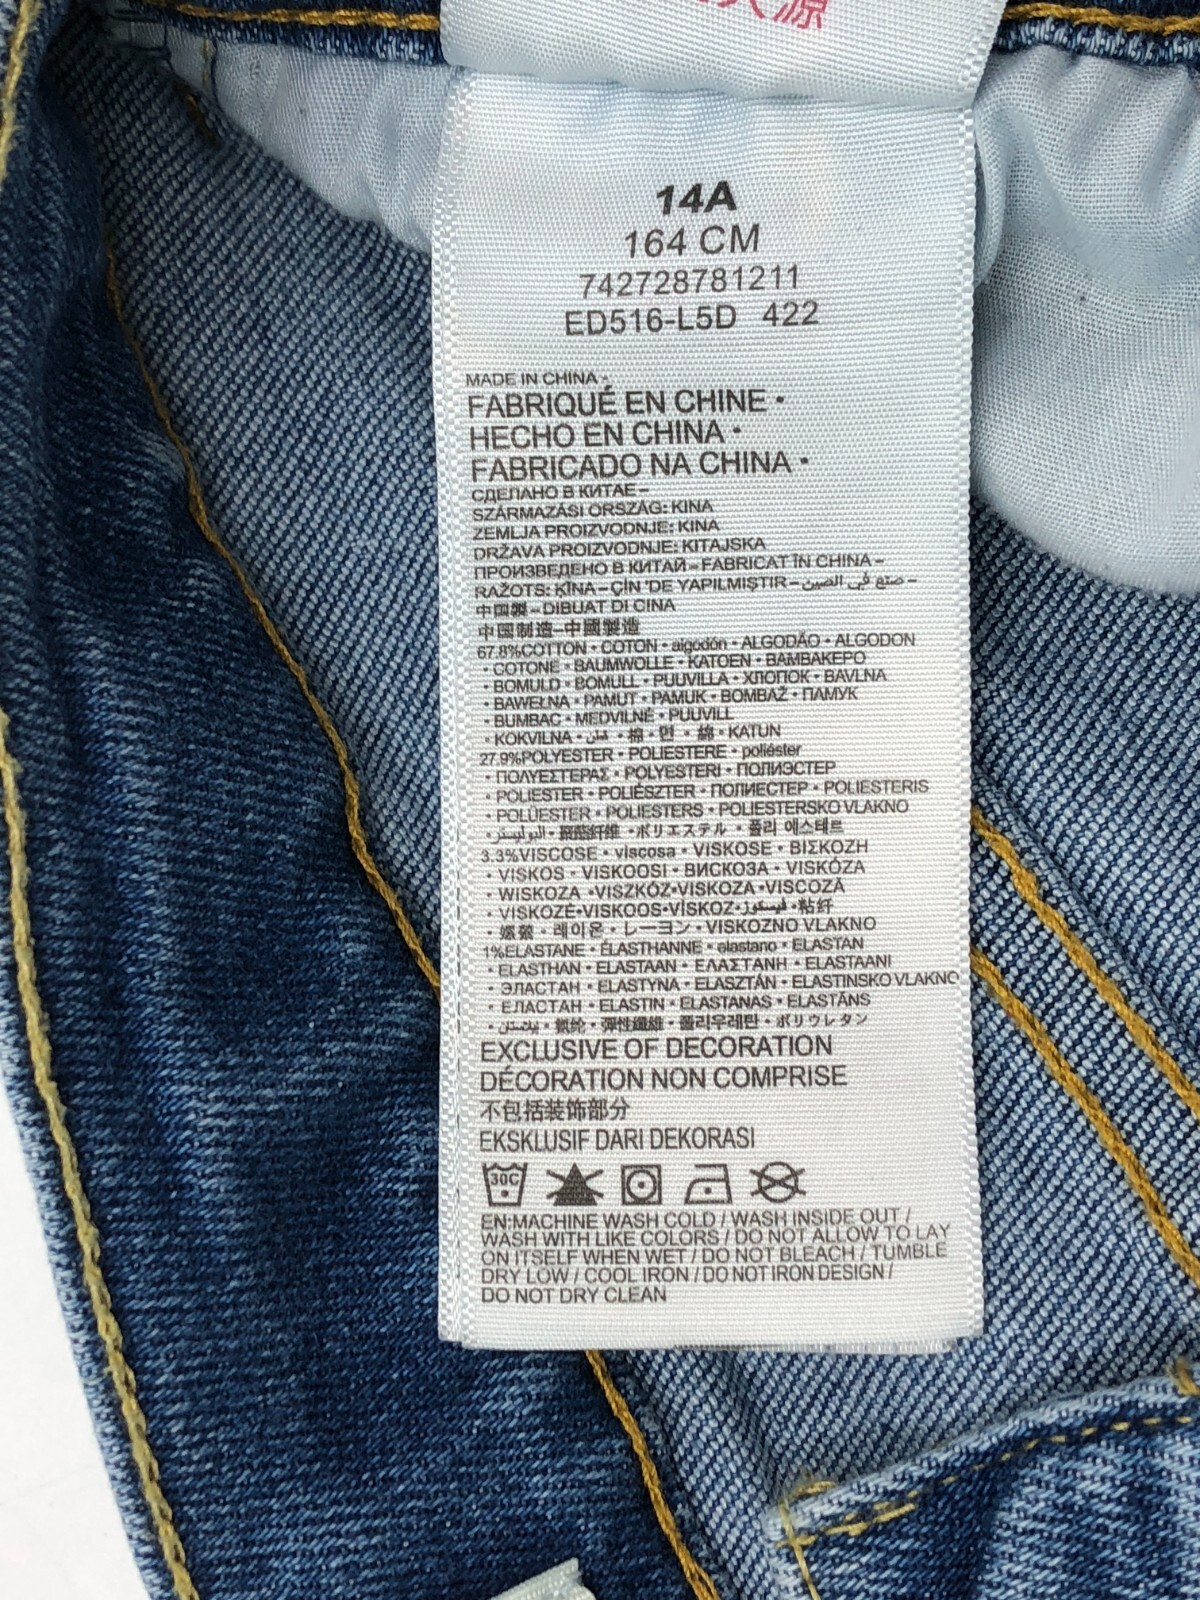 源
14A
164 CM
742728781211
ED516-L5D 422
MADE IN CHINA -
FABRIQUÉ EN CHINE •
HECHO EN CHINA •
FABRICADO NA CHINA •
СДЕЛАНО В КИТАЕ –
SZÁRMAZÁSI ORSZÁG: KINA
ZEMLJA PROIZVODNJE: KINA
DRŽAVA PROIZVODNJE: KITAJSKA
ПРОИЗВЕДЕНО В КИТАЙ – FABRICAT ÎN CHINA –
RAŽOTS: ĶĪNA – ÇİN 'DE YAPILMIŞTIR – صنع في الصين –
中国製 – DIBUAT DI CINA
中国制造–中國製造
67.8%COTTON • COTON • algodón • ALGODÃO • ALGODON
• COTONE • BAUMWOLLE • KATOEN • ΒΑΜΒΑΚΕΡΟ
• BOMULD • BOMULL • PUUVILLA • ХЛОПОК • BAVLNA
• BAWEŁNA • PAMUT • PAMUK • BOMBAŽ • ПАМУК
• BUMBAC • MEDVILNĖ • PUUVILL
• KOKVILNA • قطن • 棉 • 면 • 綿 • KATUN
27.9%POLYESTER • POLIESTERE • poliéster
• ΠΟΛΥΕΣΤΕΡΑΣ • POLYESTERI • ПОЛИЭСТЕР
• POLIESTER • POLIÉSZTER • ПОЛИЕСТЕР • POLIESTERIS
• POLÜESTER • POLIESTERS • POLIESTERSKO VLAKNO
• البوليستر • 聚酯纤维 • ポリエステル • 폴리 에스테르
3.3%VISCOSE • viscosa • VISKOSE • ΒΙΣΚΟΖΗ
• VISKOS • VISKOOSI • ВИСКОЗА • VISKÓZA
• WISKOZA •VISZKÓZ•VISKOZA •VISCOZĂ
• VISKOZĖ•VISKOOS•VİSKOZ• فيسكوز •粘纤
• 嫘縈 • 레이온 • レーヨン • VISKOZNO VLAKNO
1%ELASTANE • ÉLASTHANNE • elastano • ELASTAN
• ELASTHAN • ELASTAAN • ΕΛΑΣΤΑΝΗ • ELASTAANI
• ЭЛАСТАН • ELASTYNA • ELASZTÁN • ELASTINSKO VLAKNO
• ЕЛАСТАН • ELASTIN • ELASTANAS • ELASTĀNS
• 氨纶 • 彈性纖維 • 폴리우레탄 • ポリウレタン
EXCLUSIVE OF DECORATION
DÉCORATION NON COMPRISE
不包括装饰部分
EKSKLUSIF DARI DEKORASI
30C
EN:MACHINE WASH COLD / WASH INSIDE OUT /
WASH WITH LIKE COLORS / DO NOT ALLOW TO LAY
ON ITSELF WHEN WET / DO NOT BLEACH / TUMBLE
DRY LOW / COOL IRON / DO NOT IRON DESIGN /
DO NOT DRY CLEAN